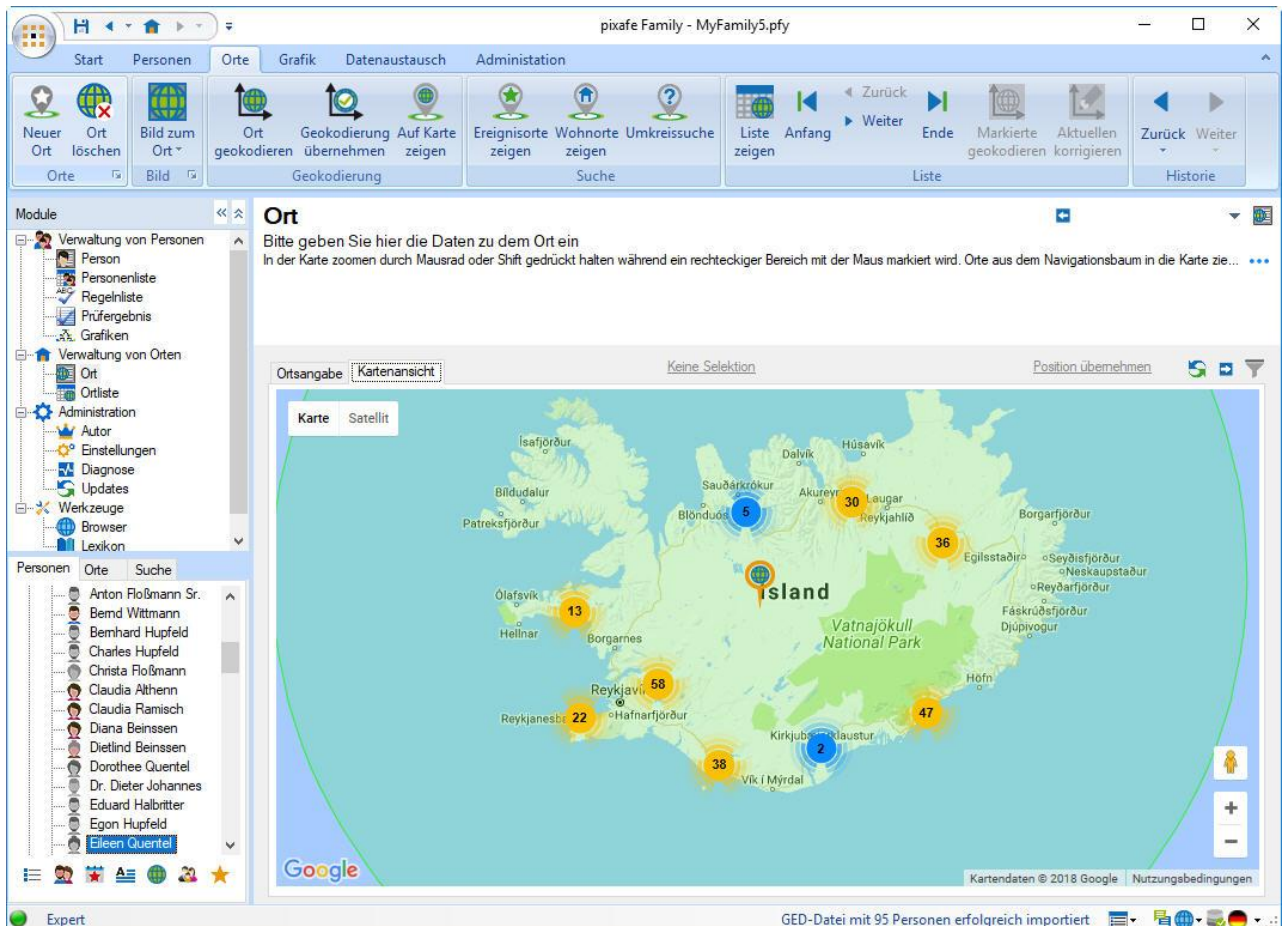 pixafe Family - MyFamily5.pfy
Start Personen Orte Grafik Datenaustausch Administation
Neuer Ort
Ort löschen
Bild zum Ort
Ort geokodieren
Geokodierung übernehmen
Auf Karte zeigen
Ereignisorte zeigen
Wohnorte zeigen
Umkreissuche
Liste zeigen
Anfang
Zurück
Weiter
Ende
Markierte geokodieren
Aktuellen korrigieren
Zurück
Weiter
Orte Bild Geokodierung Suche Liste Historie
Module
Verwaltung von Personen
Person
Personenliste
Regelnliste
Prüfergebnis
Grafiken
Verwaltung von Orten
Ort
Ortliste
Administration
Autor
Einstellungen
Diagnose
Updates
Werkzeuge
Browser
Lexikon
Personen Orte Suche
Anton Floßmann Sr.
Bernd Wittmann
Bernhard Hupfeld
Charles Hupfeld
Christa Floßmann
Claudia Althenn
Claudia Ramisch
Diana Beinssen
Dietlind Beinssen
Dorothee Quentel
Dr. Dieter Johannes
Eduard Halbritter
Egon Hupfeld
Eileen Quentel
Ort
Bitte geben Sie hier die Daten zu dem Ort ein
In der Karte zoomen durch Mausrad oder Shift gedrückt halten während ein rechteckiger Bereich mit der Maus markiert wird. Orte aus dem Navigationsbaum in die Karte zie...
Ortsangabe Kartenansicht Keine Selektion Position übernehmen
Karte Satellit
Ísafjörður
Húsavík
Dalvík
Bíldudalur
Sauðárkrókur
Akurey
30
Laugar
Patreksfjörður
Blönduós
5
Reykjahlíð
Borgarfjörður
36
Egilsstaðir
Seyðisfjörður
Neskaupstaður
Reyðarfjörður
Ísland
Ólafsvík
13
Fáskrúðsfjörður
Hellnar
Borgarnes
Vatnajökull National Park
Djúpivogur
Reykjaví
58
Höfn
Reykjanesb
22
Hafnarfjörður
47
Kirkjub
klaustur
2
38
Vík í Mýrdal
Google
Kartendaten © 2018 Google Nutzungsbedingungen
Expert
GED-Datei mit 95 Personen erfolgreich importiert